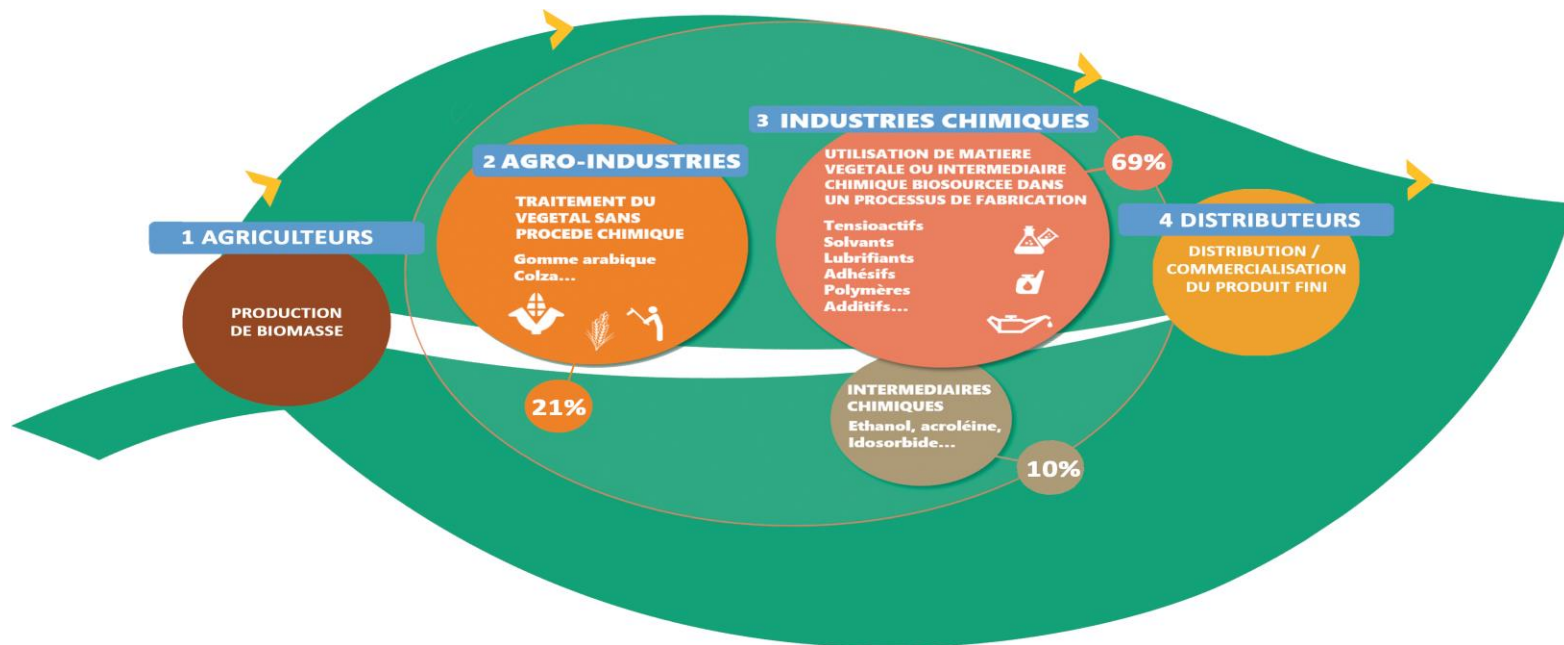 1 AGRICULTEURS
PRODUCTION
DE BIOMASSE
2 AGRO-INDUSTRIES
TRAITEMENT DU
VEGETAL SANS
PROCEDE CHIMIQUE
Gomme arabique
Colza...
21%
3 INDUSTRIES CHIMIQUES
UTILISATION DE MATIERE
VEGETALE OU INTERMEDIAIRE
CHIMIQUE BIOSOURCEE DANS
UN PROCESSUS DE FABRICATION
Tensioactifs
Solvants
Lubrifiants
Adhésifs
Polymères
Additifs...
69%
INTERMEDIAIRES
CHIMIQUES
Ethanol, acroléine,
Idosorbide...
10%
4 DISTRIBUTEURS
DISTRIBUTION /
COMMERCIALISATION
DU PRODUIT FINI